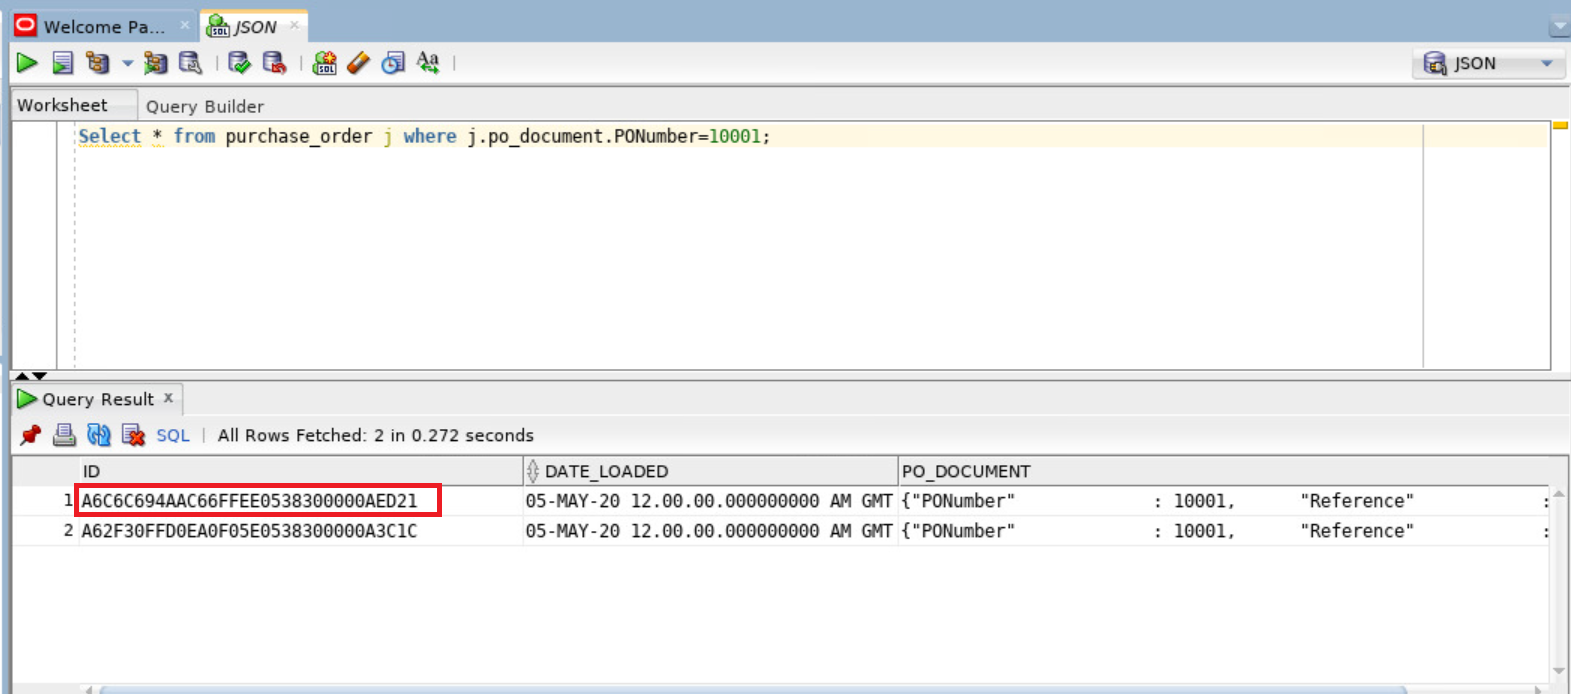 Welcome Pa... JSON
JSON
Worksheet Query Builder
Select * from purchase_order j where j.po_document.PONumber=10001;
Query Result
SQL All Rows Fetched: 2 in 0.272 seconds
ID DATE_LOADED PO_DOCUMENT
1 A6C6C694AAC66FFEE0538300000AED21 05-MAY-20 12.00.00.000000000 AM GMT {"PONumber" : 10001, "Reference" :
2 A62F30FFD0EA0F05E0538300000A3C1C 05-MAY-20 12.00.00.000000000 AM GMT {"PONumber" : 10001, "Reference" :